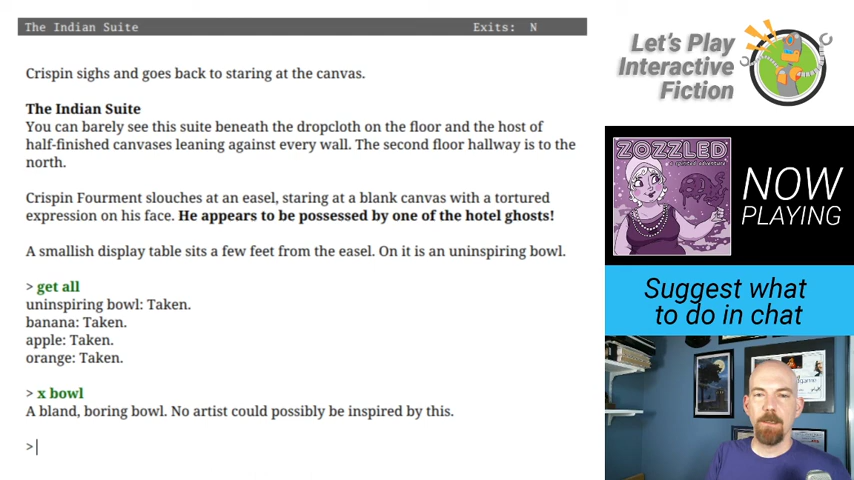 The Indian Suite Exits: N
Crispin sighs and goes back to staring at the canvas.
The Indian Suite
You can barely see this suite beneath the dropcloth on the floor and the host of
half-finished canvases leaning against every wall. The second floor hallway is to the
north.
Crispin Fourment slouches at an easel, staring at a blank canvas with a tortured
expression on his face. He appears to be possessed by one of the hotel ghosts!
A smallish display table sits a few feet from the easel. On it is an uninspiring bowl.
> get all
uninspiring bowl: Taken.
banana: Taken.
apple: Taken.
orange: Taken.
> x bowl
A bland, boring bowl. No artist could possibly be inspired by this.
>
Let's Play
Interactive
Fiction
ZOZZLED
a spirited adventure
NOW
PLAYING
Suggest what
to do in chat